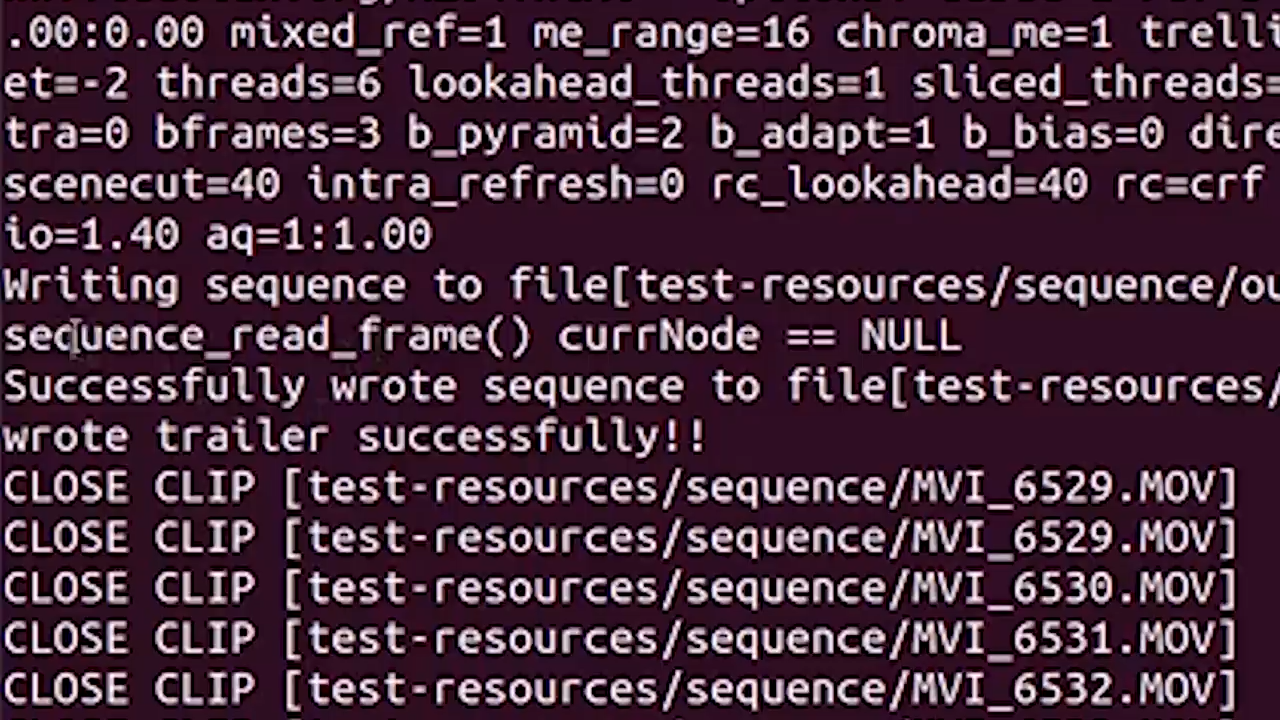 .00:0.00 mixed_ref=1 me_range=16 chroma_me=1 trelli
et=-2 threads=6 lookahead_threads=1 sliced_threads=
tra=0 bframes=3 b_pyramid=2 b_adapt=1 b_bias=0 dire
scenecut=40 intra_refresh=0 rc_lookahead=40 rc=crf
io=1.40 aq=1:1.00
Writing sequence to file[test-resources/sequence/ou
sequence_read_frame() currNode == NULL
Successfully wrote sequence to file[test-resources/
wrote trailer successfully!!
CLOSE CLIP [test-resources/sequence/MVI_6529.MOV]
CLOSE CLIP [test-resources/sequence/MVI_6529.MOV]
CLOSE CLIP [test-resources/sequence/MVI_6530.MOV]
CLOSE CLIP [test-resources/sequence/MVI_6531.MOV]
CLOSE CLIP [test-resources/sequence/MVI_6532.MOV]